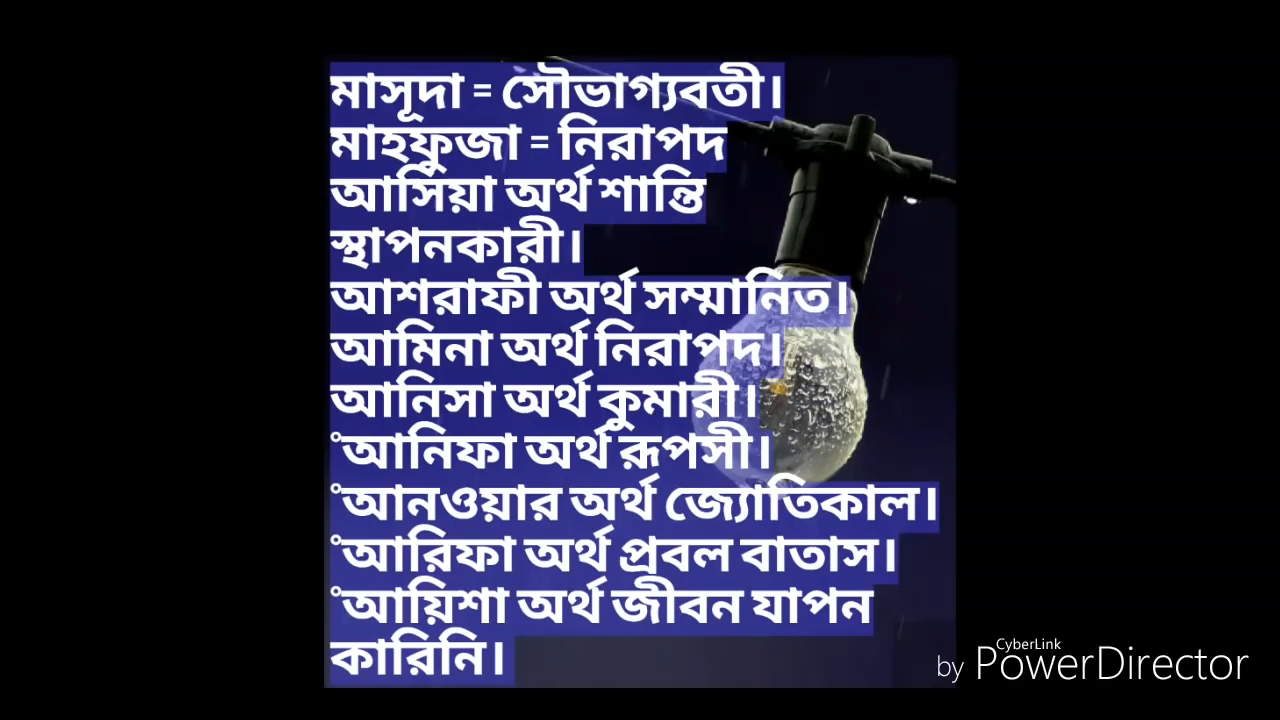 মাসূদা = সৌভাগ্যবতী।
মাহফুজা = নিরাপদ
আসিয়া অর্থ শান্তি
স্থাপনকারী।
আশরাফী অর্থ সম্মানিত।
আমিনা অর্থ নিরাপদ।
আনিসা অর্থ কুমারী।
°আনিফা অর্থ রূপসী।
°আনওয়ার অর্থ জ্যোতিকাল।
°আরিফা অর্থ প্রবল বাতাস।
°আয়িশা অর্থ জীবন যাপন
কারিনি।
CyberLink
by PowerDirector